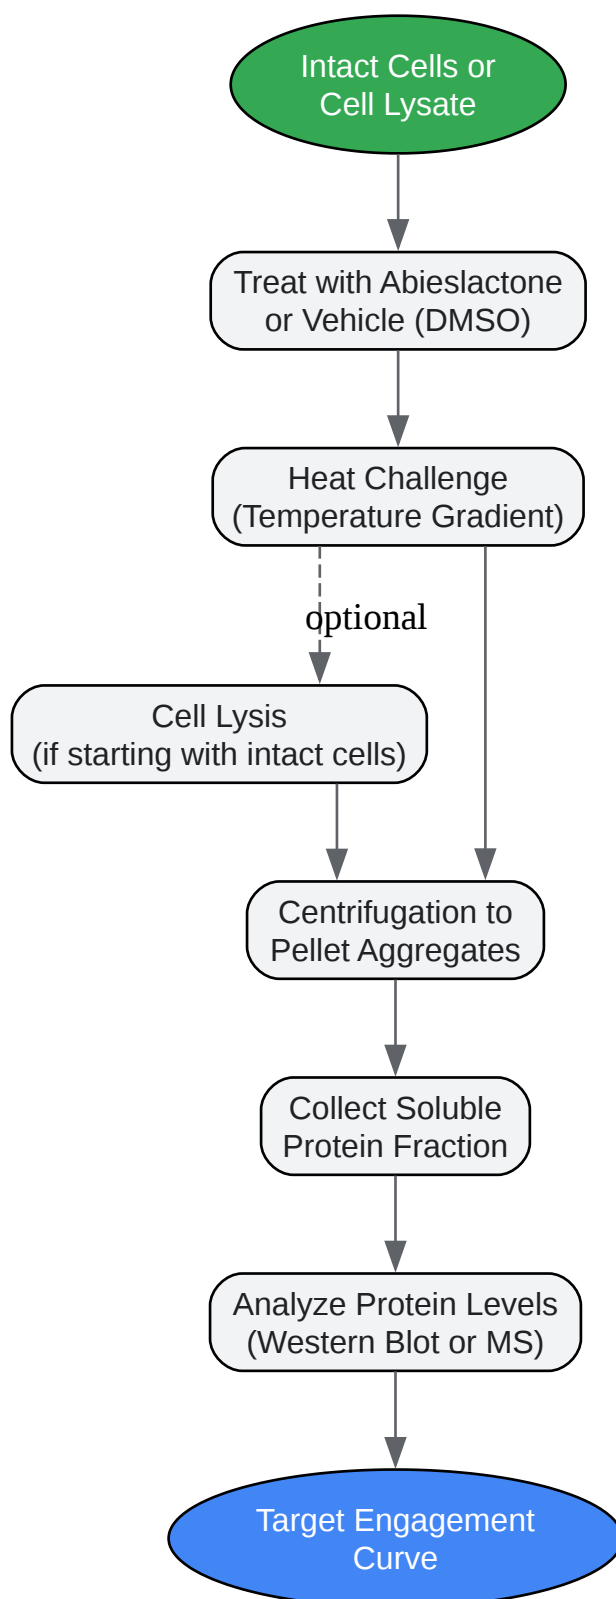 Intact Cells or
Cell Lysate
Treat with Abieslactone
or Vehicle (DMSO)
Heat Challenge
(Temperature Gradient)
optional
Cell Lysis
(if starting with intact cells)
Centrifugation to
Pellet Aggregates
Collect Soluble
Protein Fraction
Analyze Protein Levels
(Western Blot or MS)
Target Engagement
Curve